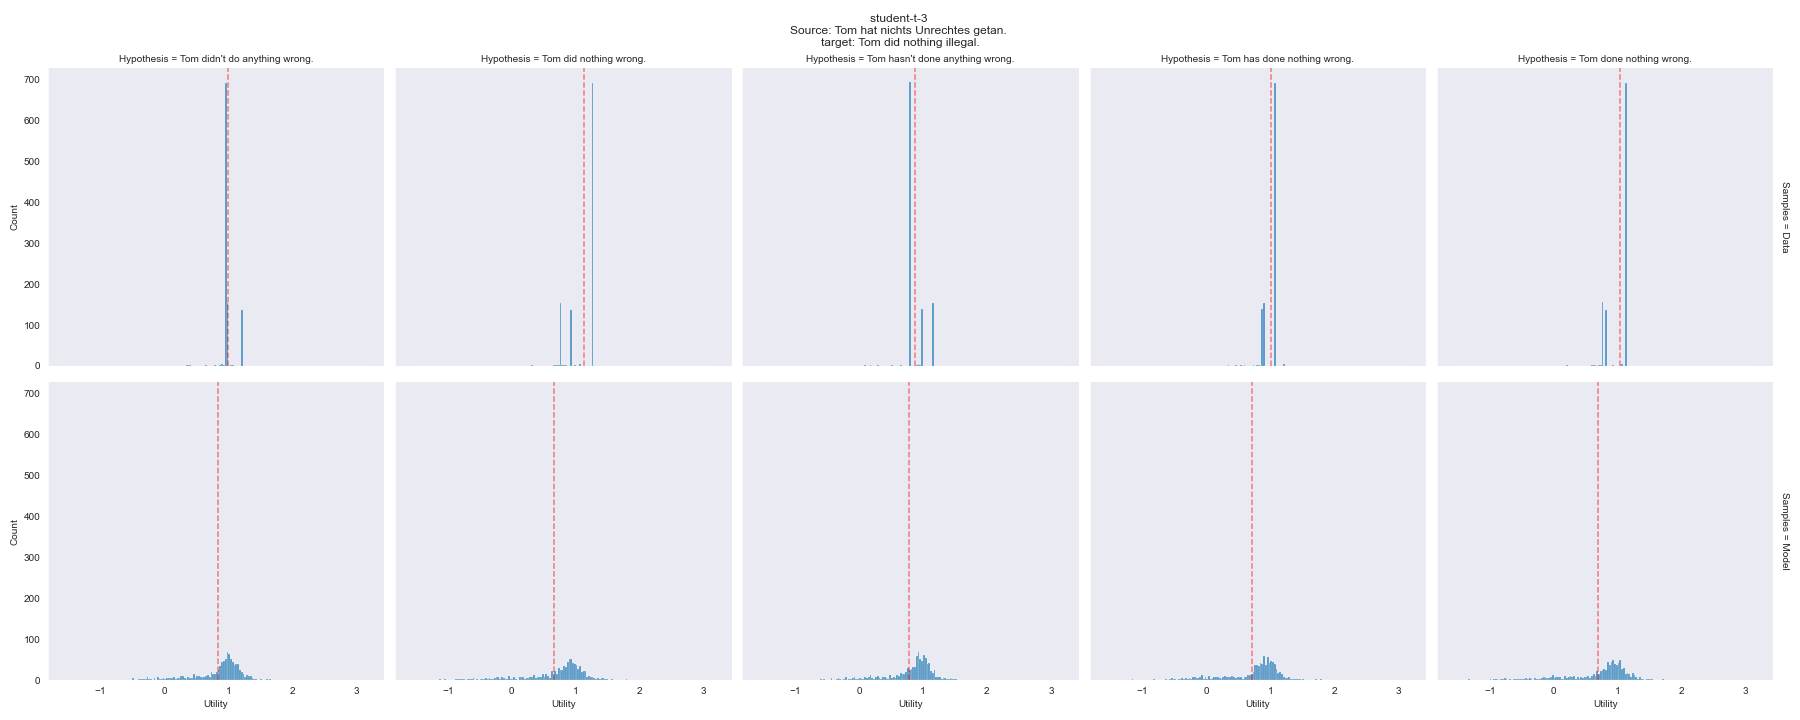 student-t-3
Source: Tom hat nichts Unrechtes getan.
target: Tom did nothing illegal.
Hypothesis = Tom didn't do anything wrong.
Hypothesis = Tom did nothing wrong.
Hypothesis = Tom hasn't done anything wrong.
Hypothesis = Tom has done nothing wrong.
Hypothesis = Tom done nothing wrong.
700
600
500
400
300
200
100
0
Count
Samples = Data
700
600
500
400
300
200
100
0
Count
Samples = Model
−1 0 1 2 3
−1 0 1 2 3
−1 0 1 2 3
−1 0 1 2 3
−1 0 1 2 3
Utility
Utility
Utility
Utility
Utility